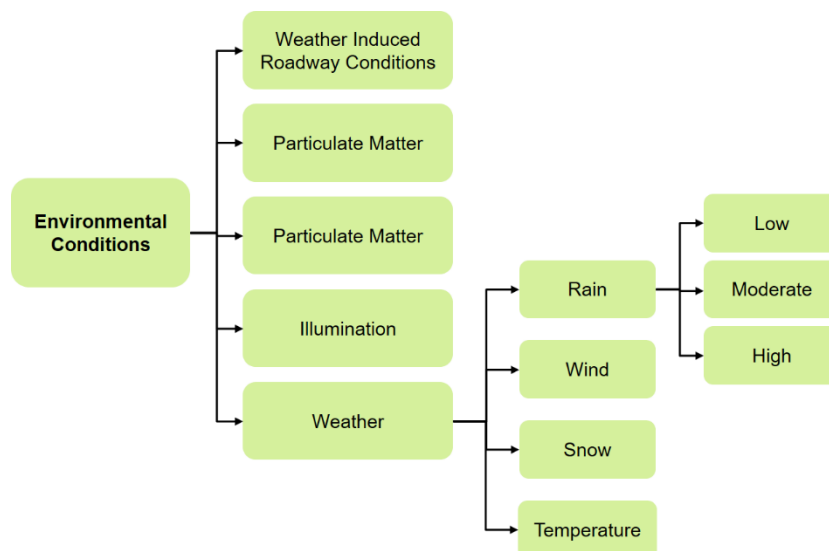 Weather Induced
Roadway Conditions
Particulate Matter
Environmental
Conditions
Particulate Matter
Illumination
Weather
Rain
Wind
Snow
Temperature
Low
Moderate
High